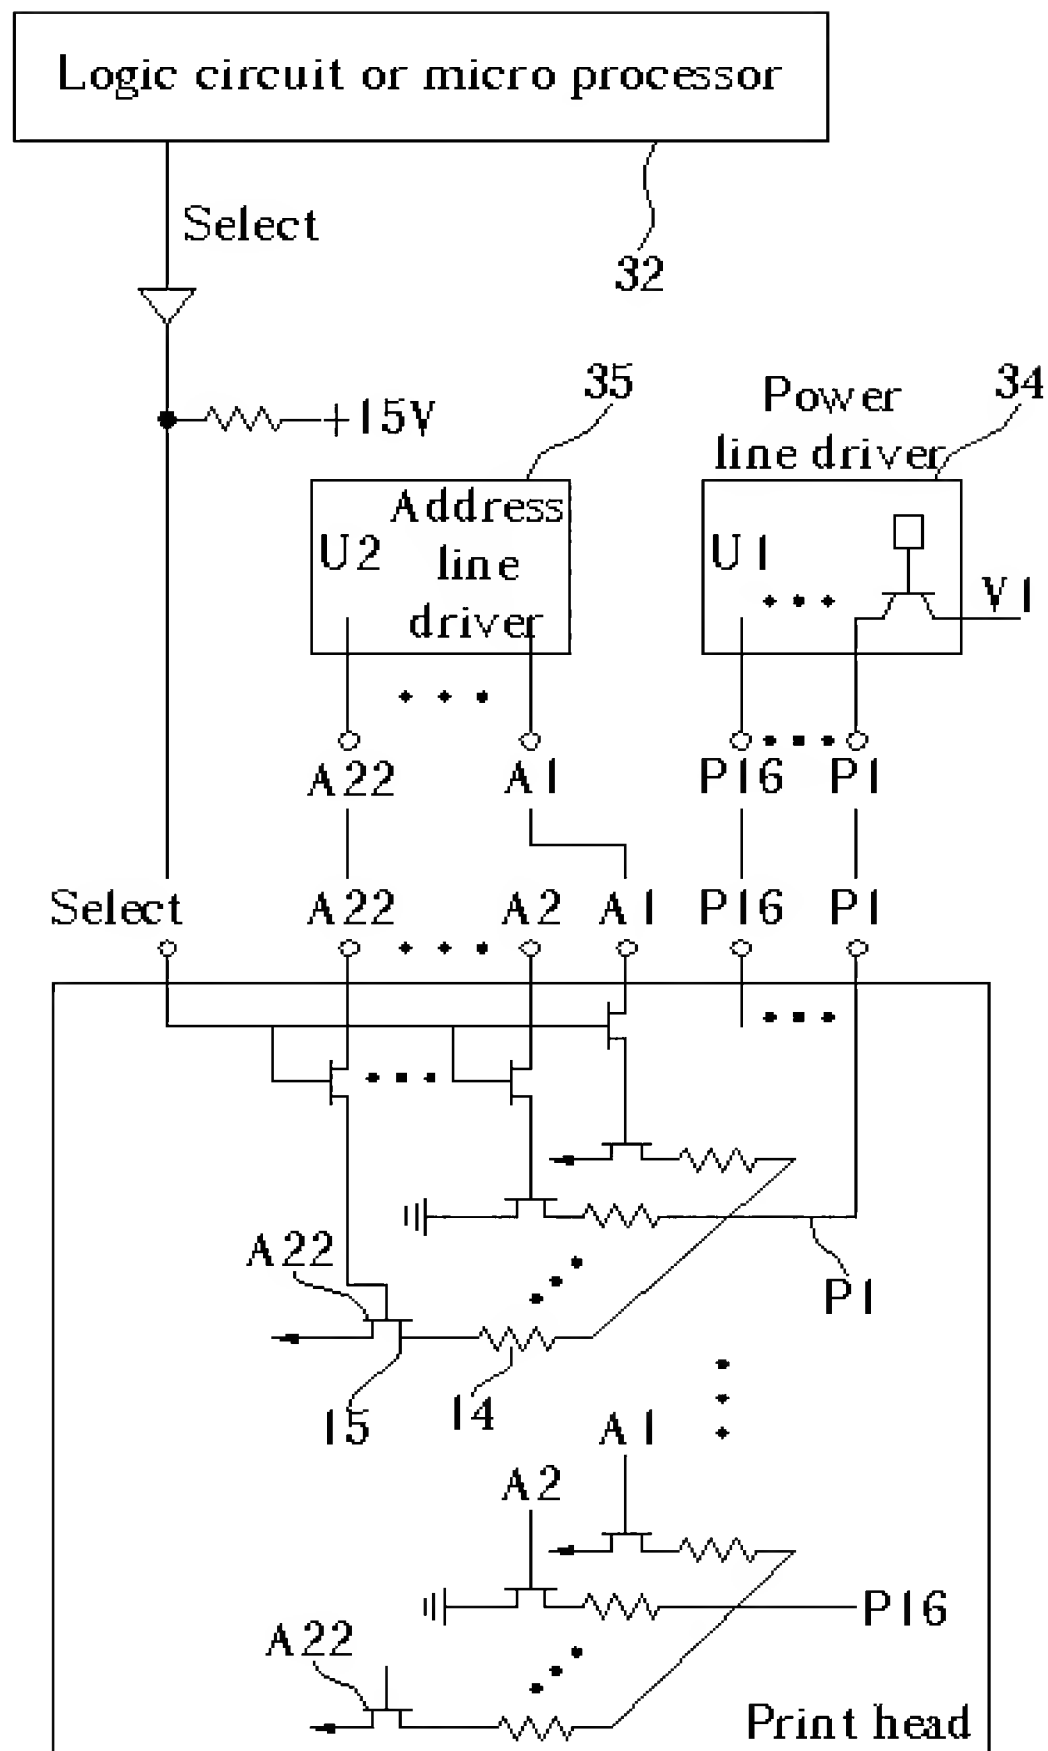 Logic circuit or micro processor
Select
32
+15V
35
Power
line driver
34
U2
Address
line
driver
U1
V1
A22
A1
P16
P1
Select
A22
A2
A1
P16
P1
A22
P1
15
14
A1
A2
P16
A22
Print head